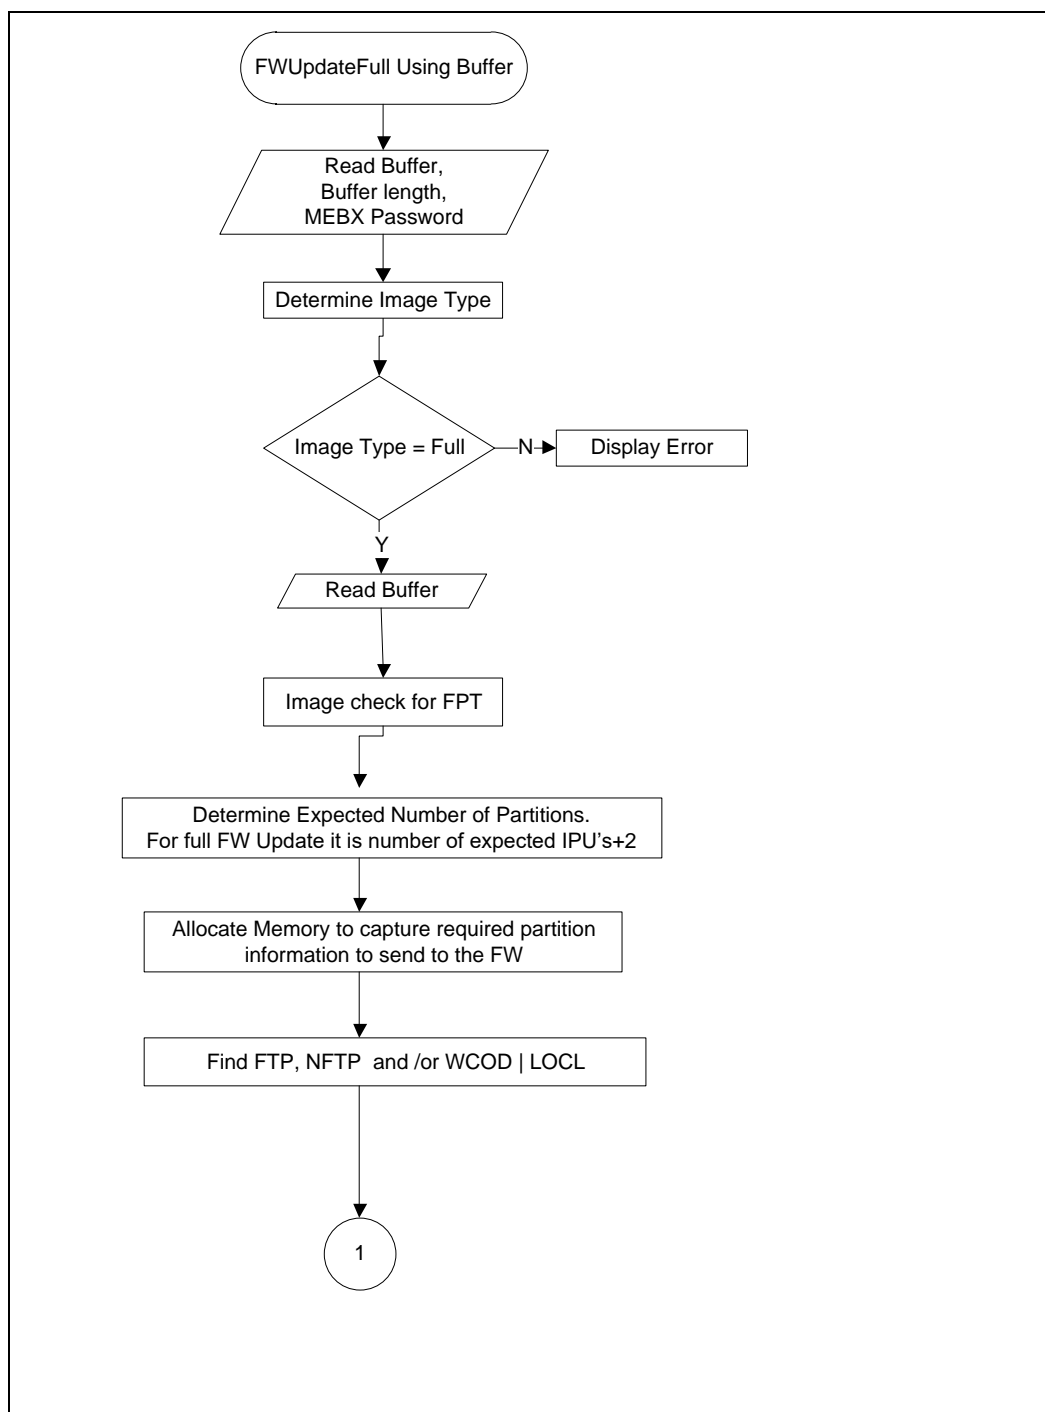 FWUpdateFull Using Buffer
Read Buffer,
Buffer length,
MEBX Password
Determine Image Type
Image Type = Full
N
Display Error
Y
Read Buffer
Image check for FPT
Determine Expected Number of Partitions.
For full FW Update it is number of expected IPU's+2
Allocate Memory to capture required partition
information to send to the FW
Find FTP, NFTP  and /or WCOD | LOCL
1